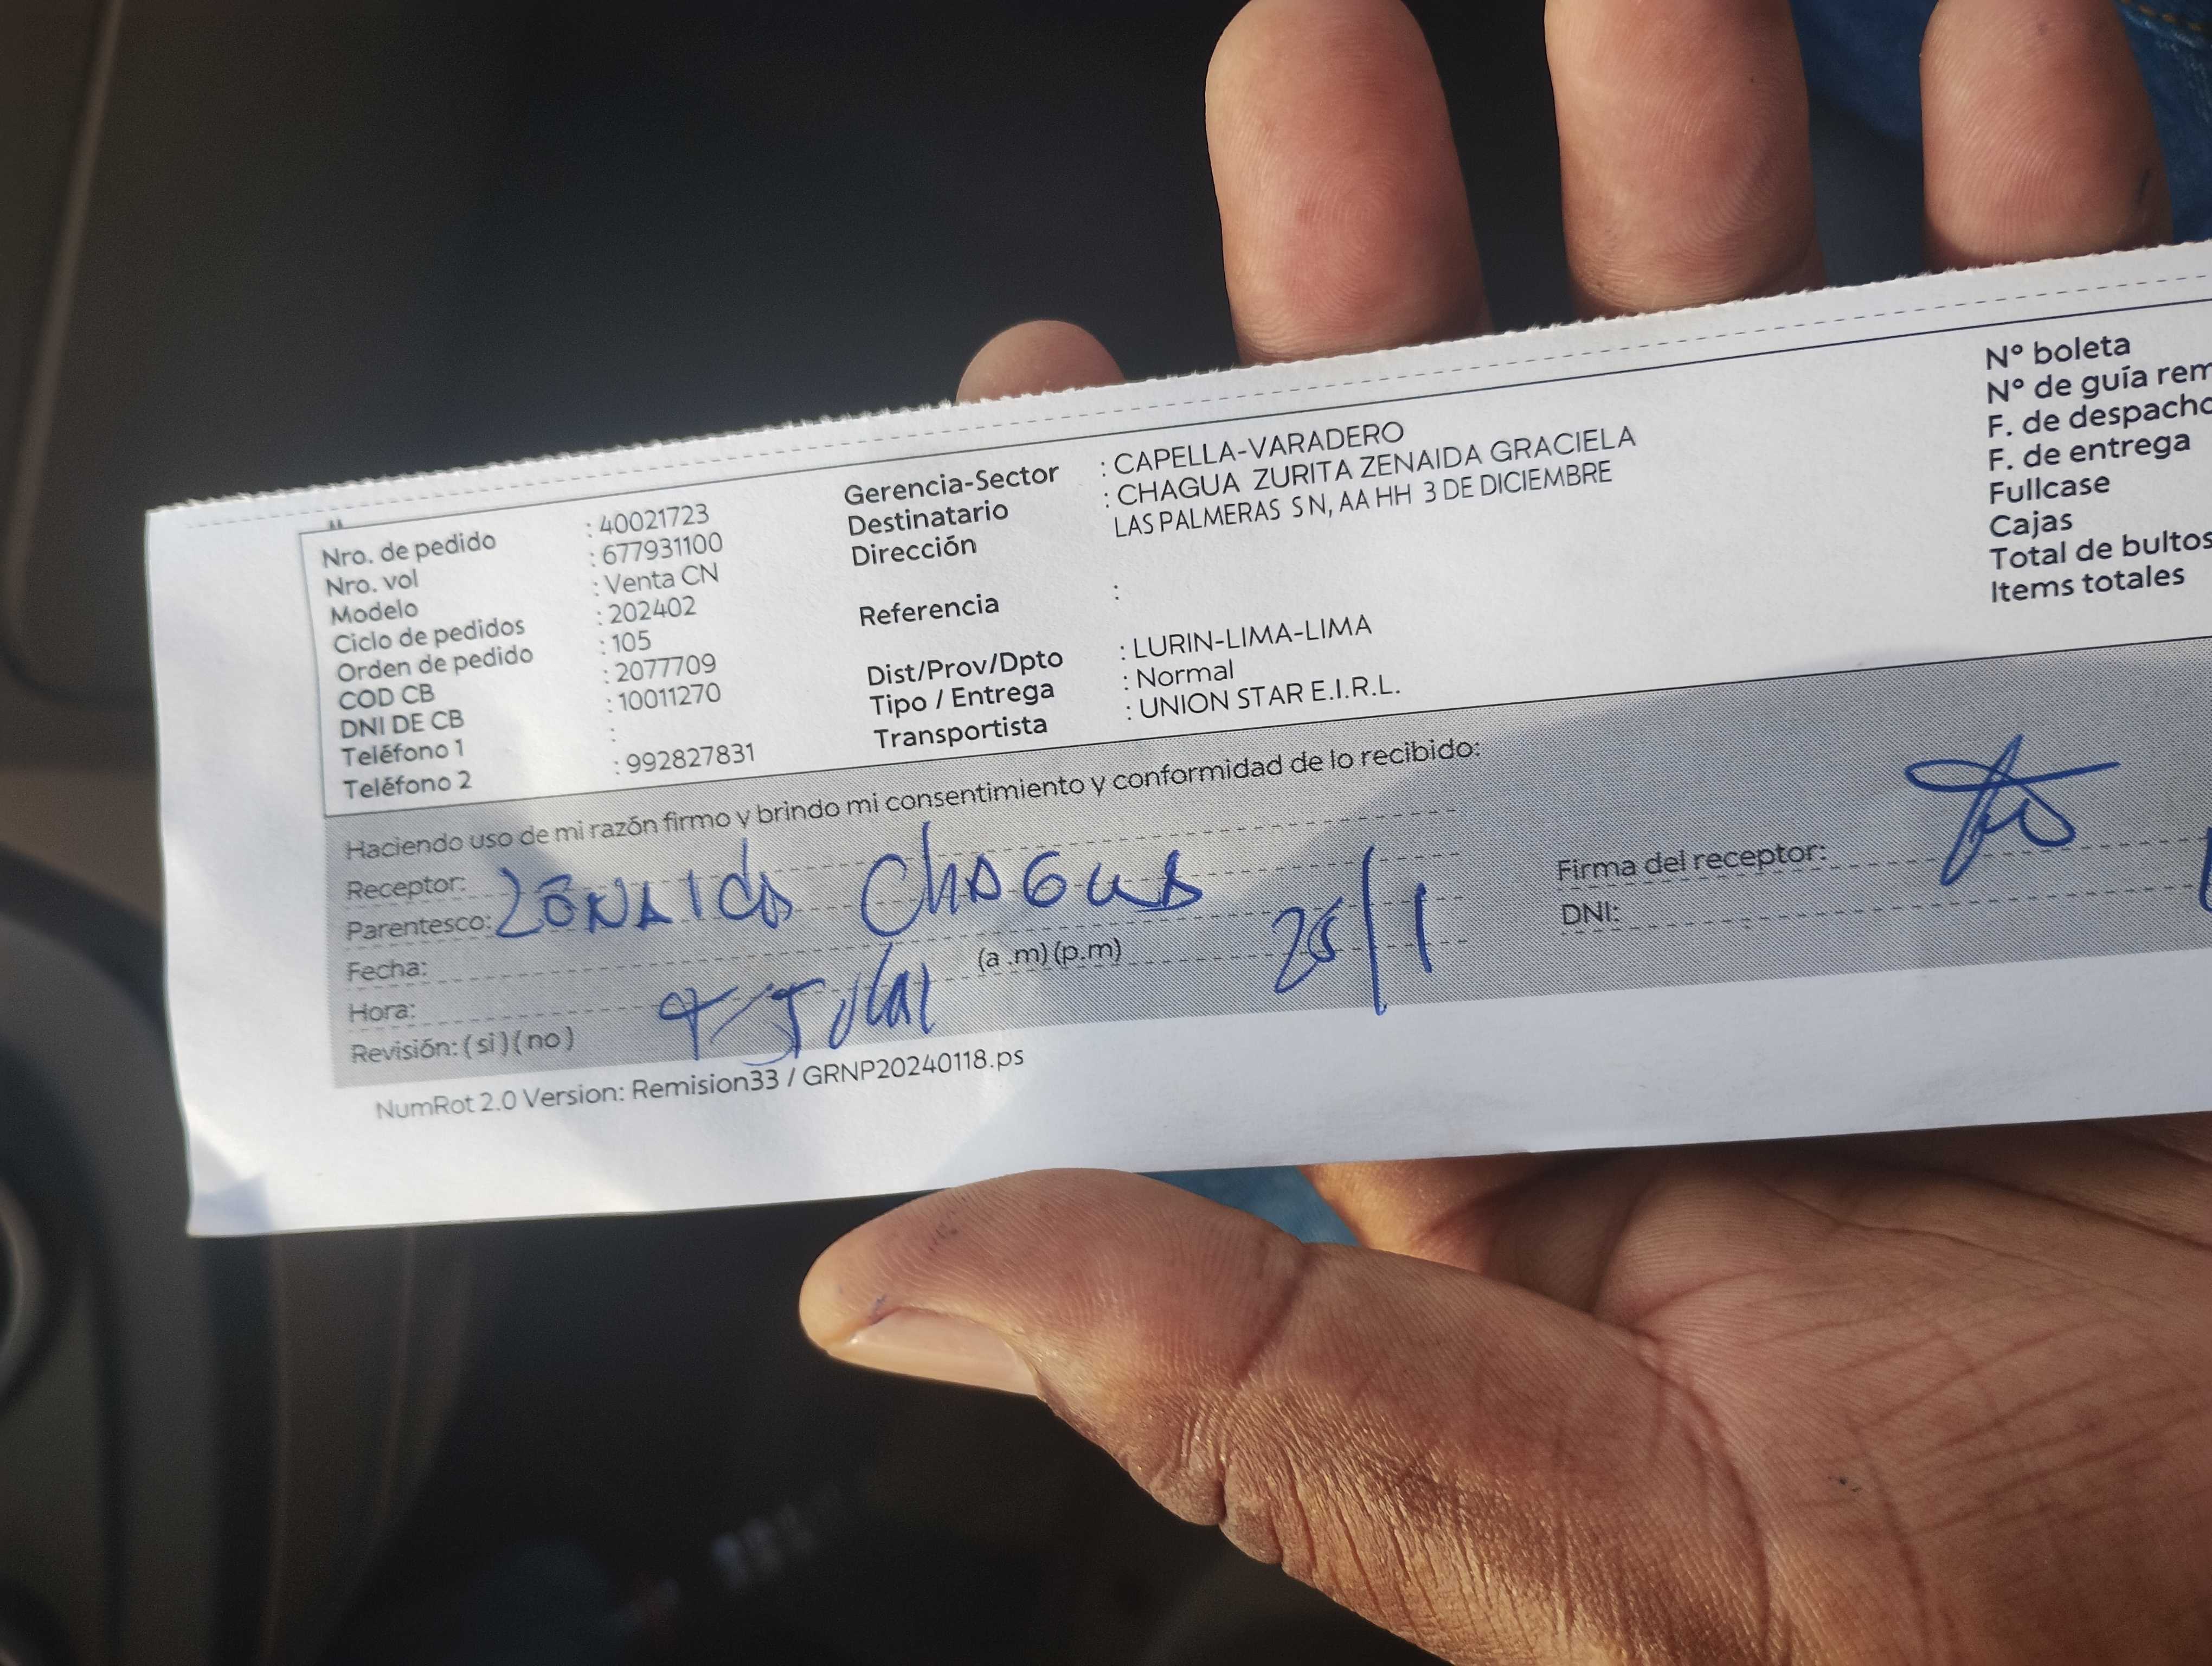 Nro. de pedido : 40021723
Nro. vol : 677931100
Modelo : Venta CN
Ciclo de pedidos : 202402
Orden de pedido : 105
COD CB : 2077709
DNI DE CB : 10011270
Teléfono 1 :
Teléfono 2 : 992827831
Gerencia-Sector : CAPELLA-VARADERO
Destinatario : CHAGUA ZURITA ZENAIDA GRACIELA
Dirección LAS PALMERAS S N, AA HH 3 DE DICIEMBRE
Referencia :
Dist/Prov/Dpto : LURIN-LIMA-LIMA
Tipo / Entrega : Normal
Transportista : UNION STAR E.I.R.L.
N° boleta
N° de guía rem
F. de despacho
F. de entrega
Fullcase
Cajas
Total de bultos
Items totales
Haciendo uso de mi razón firmo y brindo mi consentimiento y conformidad de lo recibido:
Receptor:
Parentesco: Zenaida Chagua
Fecha: 25/1
Hora: (a .m)(p.m)
Revisión: (si)(no)
Firma del receptor:
DNI:
NumRot 2.0 Version: Remision33 / GRNP20240118.ps